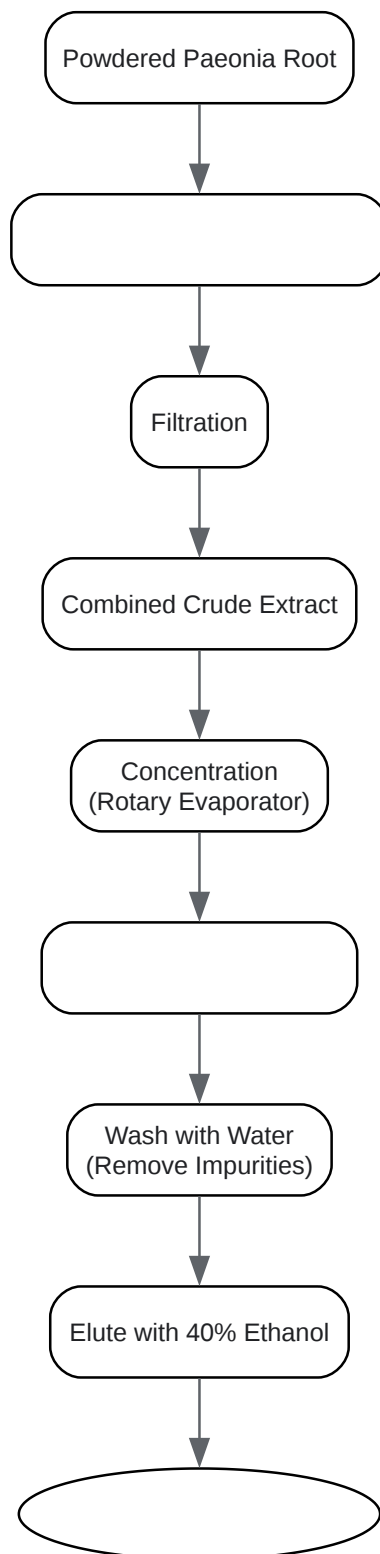 Powdered Paeonia Root
Filtration
Combined Crude Extract
Concentration
(Rotary Evaporator)
Wash with Water
(Remove Impurities)
Elute with 40% Ethanol